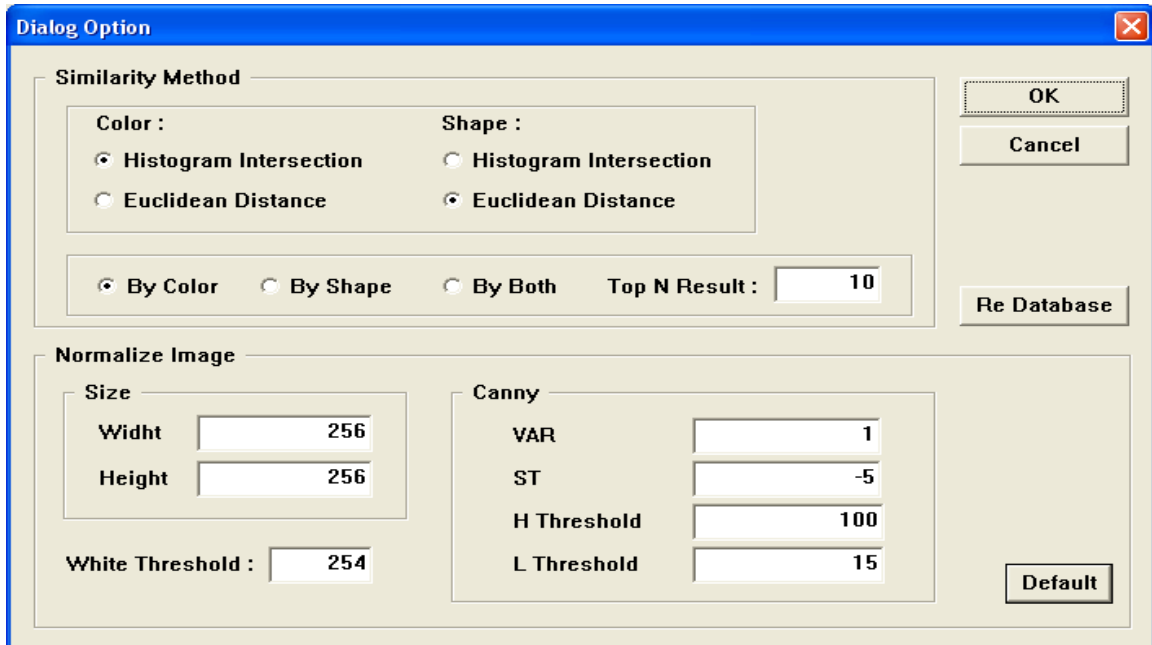 Dialog Option
Similarity Method
OK
Color :
Shape :
Histogram Intersection
Histogram Intersection
Cancel
Euclidean Distance
Euclidean Distance
By Color
By Shape
By Both
Top N Result :
10
Re Database
Normalize Image
Size
Widht
256
Height
256
White Threshold :
254
Canny
VAR
1
ST
-5
H Threshold
100
L Threshold
15
Default